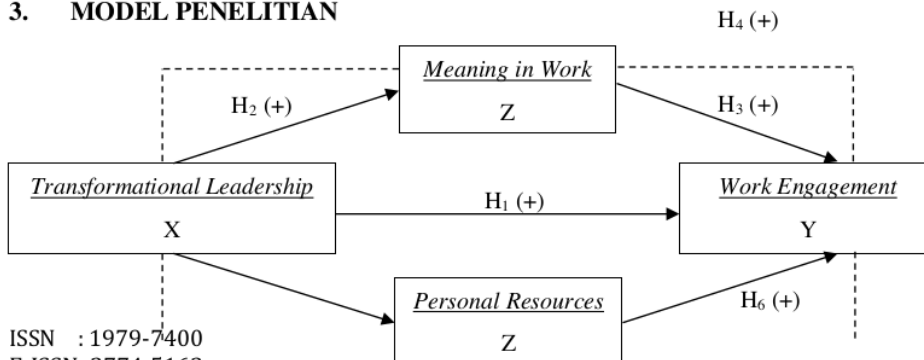 3. MODEL PENELITIAN
H₄ (+)
Meaning in Work
Z
H₂ (+)
H₃ (+)
Transformational Leadership
X
H₁ (+)
Work Engagement
Y
Personal Resources
Z
H₆ (+)
ISSN : 1979-7400